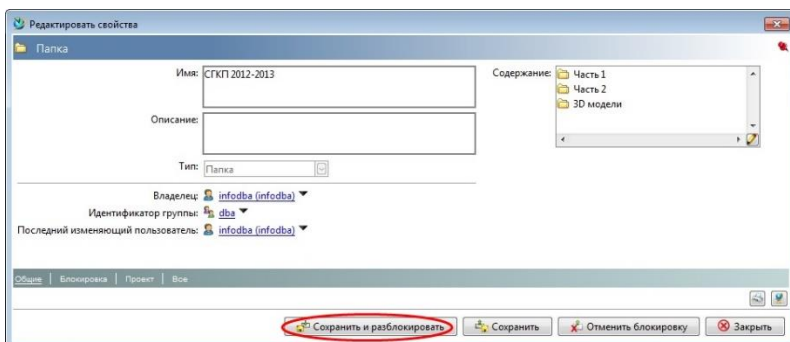 Редактировать свойства
Папка
Имя: СГКП 2012-2013
Содержание: Часть 1
Часть 2
3D модели
Описание:
Тип: Папка
Владелец: infodba (infodba)
Идентификатор группы: dba
Последний изменяющий пользователь: infodba (infodba)
Общие | Блокировка | Проект | Все
Сохранить и разблокировать Сохранить Отменить блокировку Закрыть